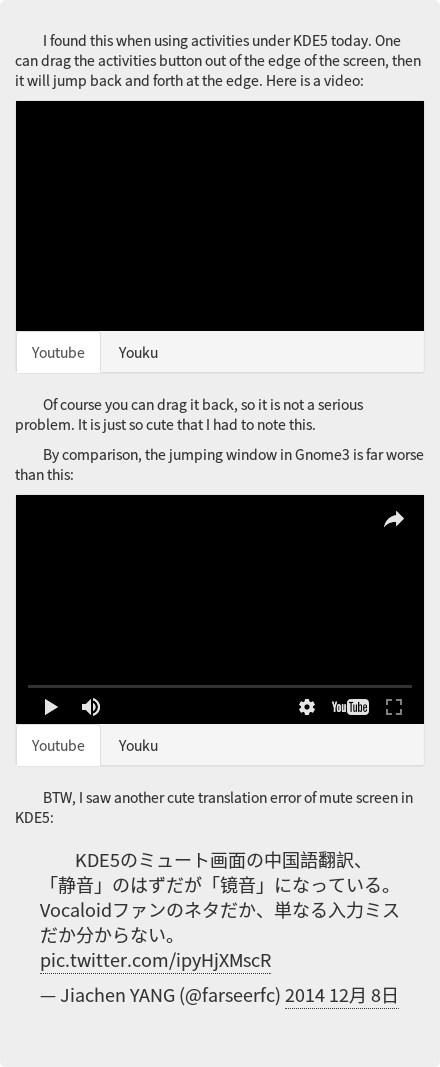 I found this when using activities under KDE5 today. One
can drag the activities button out of the edge of the screen, then
it will jump back and forth at the edge. Here is a video:
Youtube Youku
Of course you can drag it back, so it is not a serious
problem. It is just so cute that I had to note this.
By comparison, the jumping window in Gnome3 is far worse
than this:
YouTube
Youtube Youku
BTW, I saw another cute translation error of mute screen in
KDE5:
KDE5のミュート画面の中国語翻訳、
「静音」のはずだが「镜音」になっている。
Vocaloidファンのネタだか、単なる入力ミス
だか分からない。
pic.twitter.com/ipyHjXMscR
— Jiachen YANG (@farseerfc) 2014 12月 8日